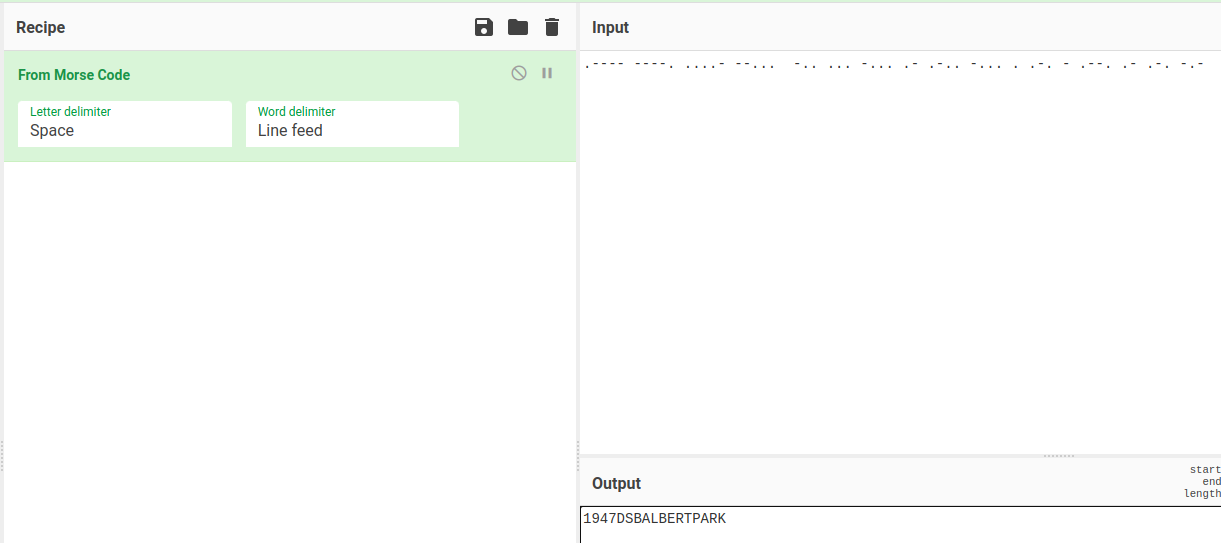 Recipe
Input
From Morse Code
Letter delimiter
Space
Word delimiter
Line feed
.---- ----. ....- --...  -.. ... -... .- .-.. -... . .-. - .--. .- .-. -.-
Output
start
end
length
1947DSBALBERTPARK